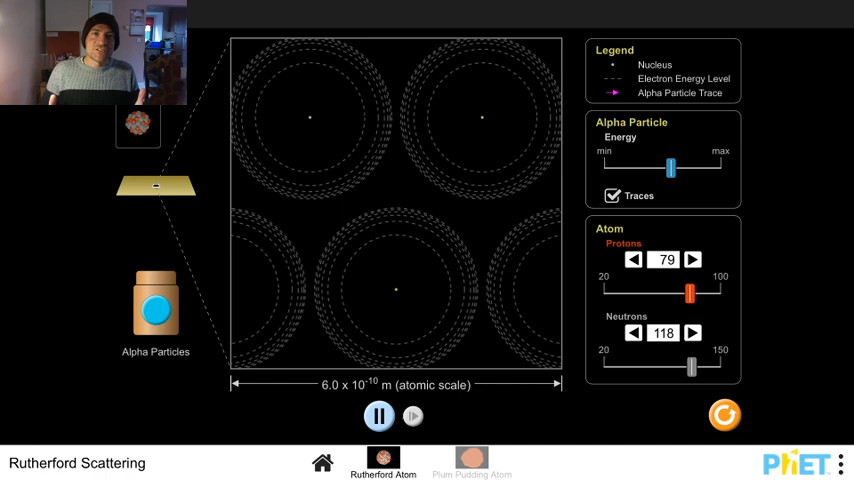 Legend
Nucleus
Electron Energy Level
Alpha Particle Trace
Alpha Particle
Energy
min max
Traces
Atom
Protons
79
20 100
Neutrons
118
20 150
Alpha Particles
6.0 x 10⁻¹⁰ m (atomic scale)
Rutherford Scattering
Rutherford Atom
Plum Pudding Atom
PhET